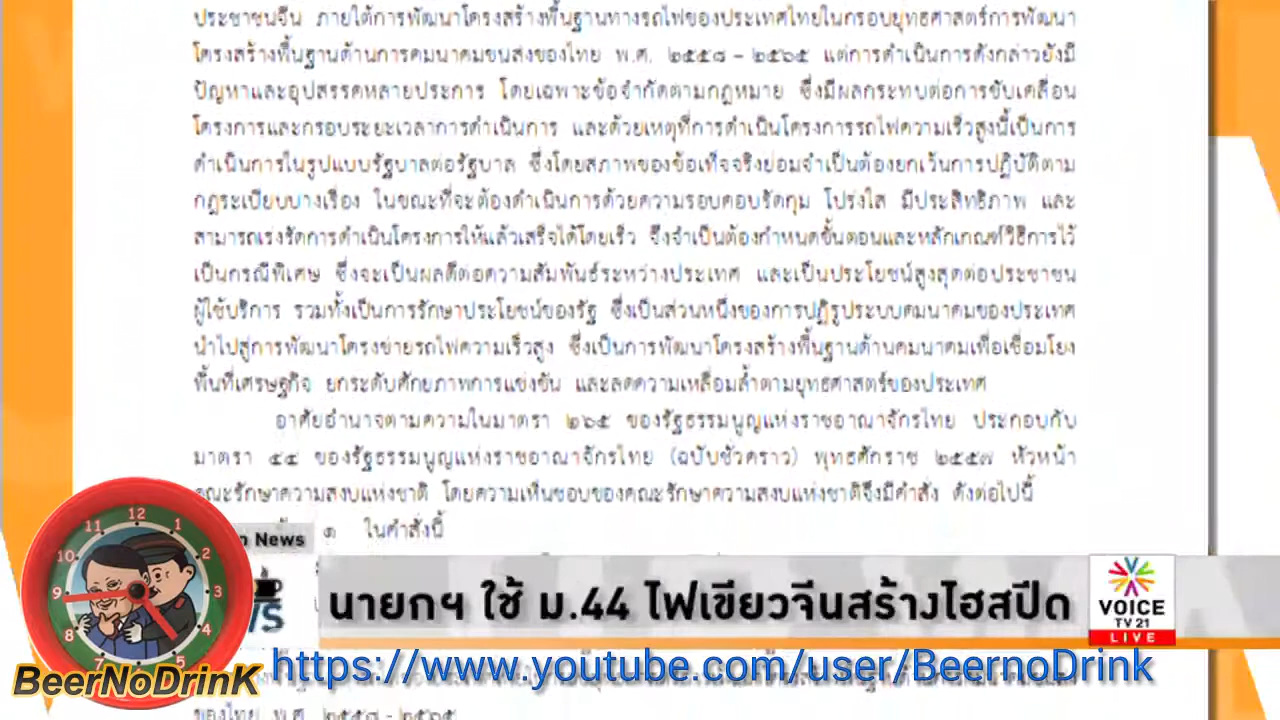 ประชาชนจีน ภายใต้การพัฒนาโครงสร้างพื้นฐานทางรถไฟของประเทศไทยในกรอบยุทธศาสตร์การพัฒนา
โครงสร้างพื้นฐานด้านการคมนาคมขนส่งของไทย พ.ศ. ๒๕๕๘ - ๒๕๖๕ แต่การดำเนินการดังกล่าวยังมี
ปัญหาและอุปสรรคหลายประการ โดยเฉพาะข้อจำกัดตามกฎหมาย ซึ่งมีผลกระทบต่อการขับเคลื่อน
โครงการและกรอบระยะเวลาการดำเนินการ และด้วยเหตุที่การดำเนินโครงการรถไฟความเร็วสูงนี้เป็นการ
ดำเนินการในรูปแบบรัฐบาลต่อรัฐบาล ซึ่งโดยสภาพของข้อเท็จจริงย่อมจำเป็นต้องยกเว้นการปฏิบัติตาม
กฎระเบียบบางเรื่อง ในขณะที่จะต้องดำเนินการด้วยความรอบคอบรัดกุม โปร่งใส มีประสิทธิภาพ และ
สามารถเร่งรัดการดำเนินโครงการให้แล้วเสร็จได้โดยเร็ว จึงจำเป็นต้องกำหนดขั้นตอนและหลักเกณฑ์วิธีการไว้
เป็นกรณีพิเศษ ซึ่งจะเป็นผลดีต่อความสัมพันธ์ระหว่างประเทศ และเป็นประโยชน์สูงสุดต่อประชาชน
ผู้ใช้บริการ รวมทั้งเป็นการรักษาประโยชน์ของรัฐ ซึ่งเป็นส่วนหนึ่งของการปฏิรูประบบคมนาคมของประเทศ
นำไปสู่การพัฒนาโครงข่ายรถไฟความเร็วสูง ซึ่งเป็นการพัฒนาโครงสร้างพื้นฐานด้านคมนาคมเพื่อเชื่อมโยง
พื้นที่เศรษฐกิจ ยกระดับศักยภาพการแข่งขัน และลดความเหลื่อมล้ำตามยุทธศาสตร์ของประเทศ
อาศัยอำนาจตามความในมาตรา ๒๖๕ ของรัฐธรรมนูญแห่งราชอาณาจักรไทย ประกอบกับ
มาตรา ๔๔ ของรัฐธรรมนูญแห่งราชอาณาจักรไทย (ฉบับชั่วคราว) พุทธศักราช ๒๕๕๗ หัวหน้า
คณะรักษาความสงบแห่งชาติ โดยความเห็นชอบของคณะรักษาความสงบแห่งชาติจึงมีคำสั่ง ดังต่อไปนี้
๑ ในคำสั่งนี้
News
นายกฯ ใช้ ม.44 ไฟเขียวจีนสร้างไฮสปีด
VOICE
TV 21
LIVE
12
1
2
3
4
5
7
8
9
10
11
BeerNoDrinK
https://www.youtube.com/user/BeernoDrink
ของไทย พ.ศ. ๒๕๕๘ - ๒๕๖๕